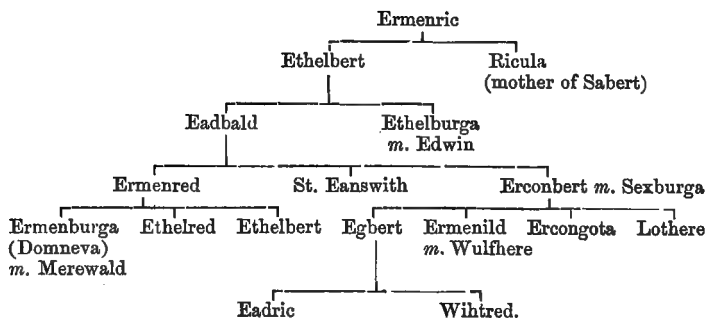 Ermenric
Ethelbert Ricula
(mother of Sabert)
Eadbald Ethelburga
m. Edwin
Ermenred St. Eanswith Erconbert m. Sexburga
Ermenburga Ethelred Ethelbert Egbert Ermenild Ercongota Lothere
(Domneva) m. Wulfhere
m. Merewald
Eadric Wihtred.